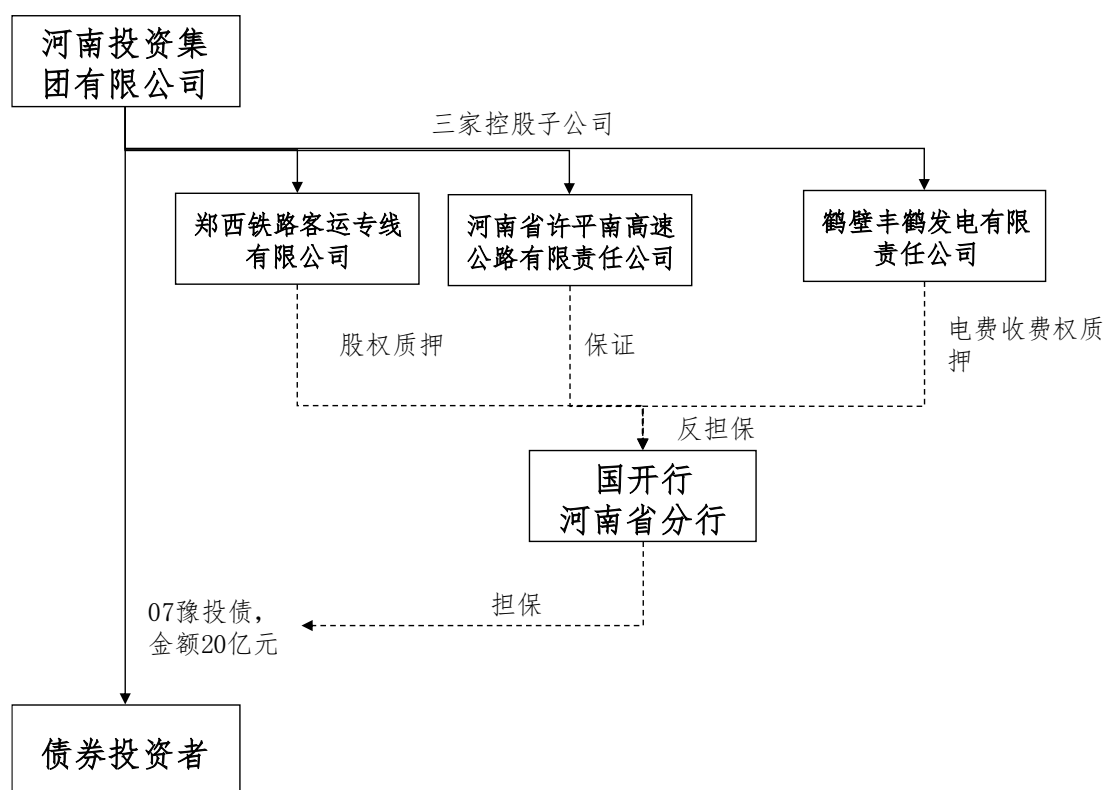 河南投资集
团有限公司
三家控股子公司
郑西铁路客运专线
有限公司
河南省许平南高速
公路有限责任公司
鹤壁丰鹤发电有限
责任公司
股权质押
保证
电费收费权质
押
反担保
国开行
河南省分行
担保
07豫投债，
金额20亿元
债券投资者